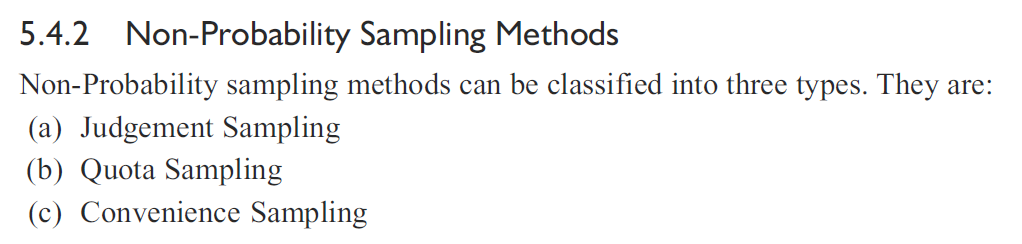 5.4.2 Non-Probability Sampling Methods
Non-Probability sampling methods can be classified into three types. They are:
(a) Judgement Sampling
(b) Quota Sampling
(c) Convenience Sampling